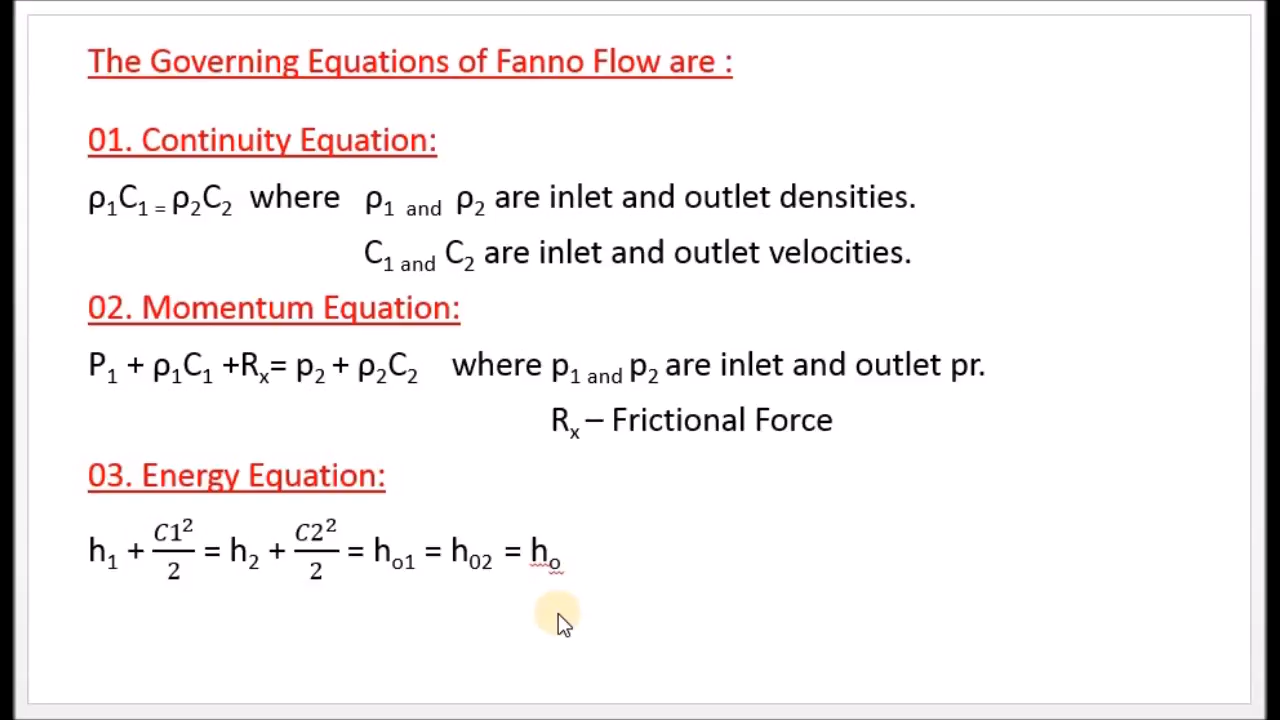 The Governing Equations of Fanno Flow are :
01. Continuity Equation:
ρ₁C₁ = ρ₂C₂ where ρ₁ and ρ₂ are inlet and outlet densities.
C₁ and C₂ are inlet and outlet velocities.
02. Momentum Equation:
P₁ + ρ₁C₁ +Rₓ= p₂ + ρ₂C₂ where p₁ and p₂ are inlet and outlet pr.
Rₓ – Frictional Force
03. Energy Equation:
h₁ + C1²/2 = h₂ + C2²/2 = hₒ₁ = h₀₂ = hₒ